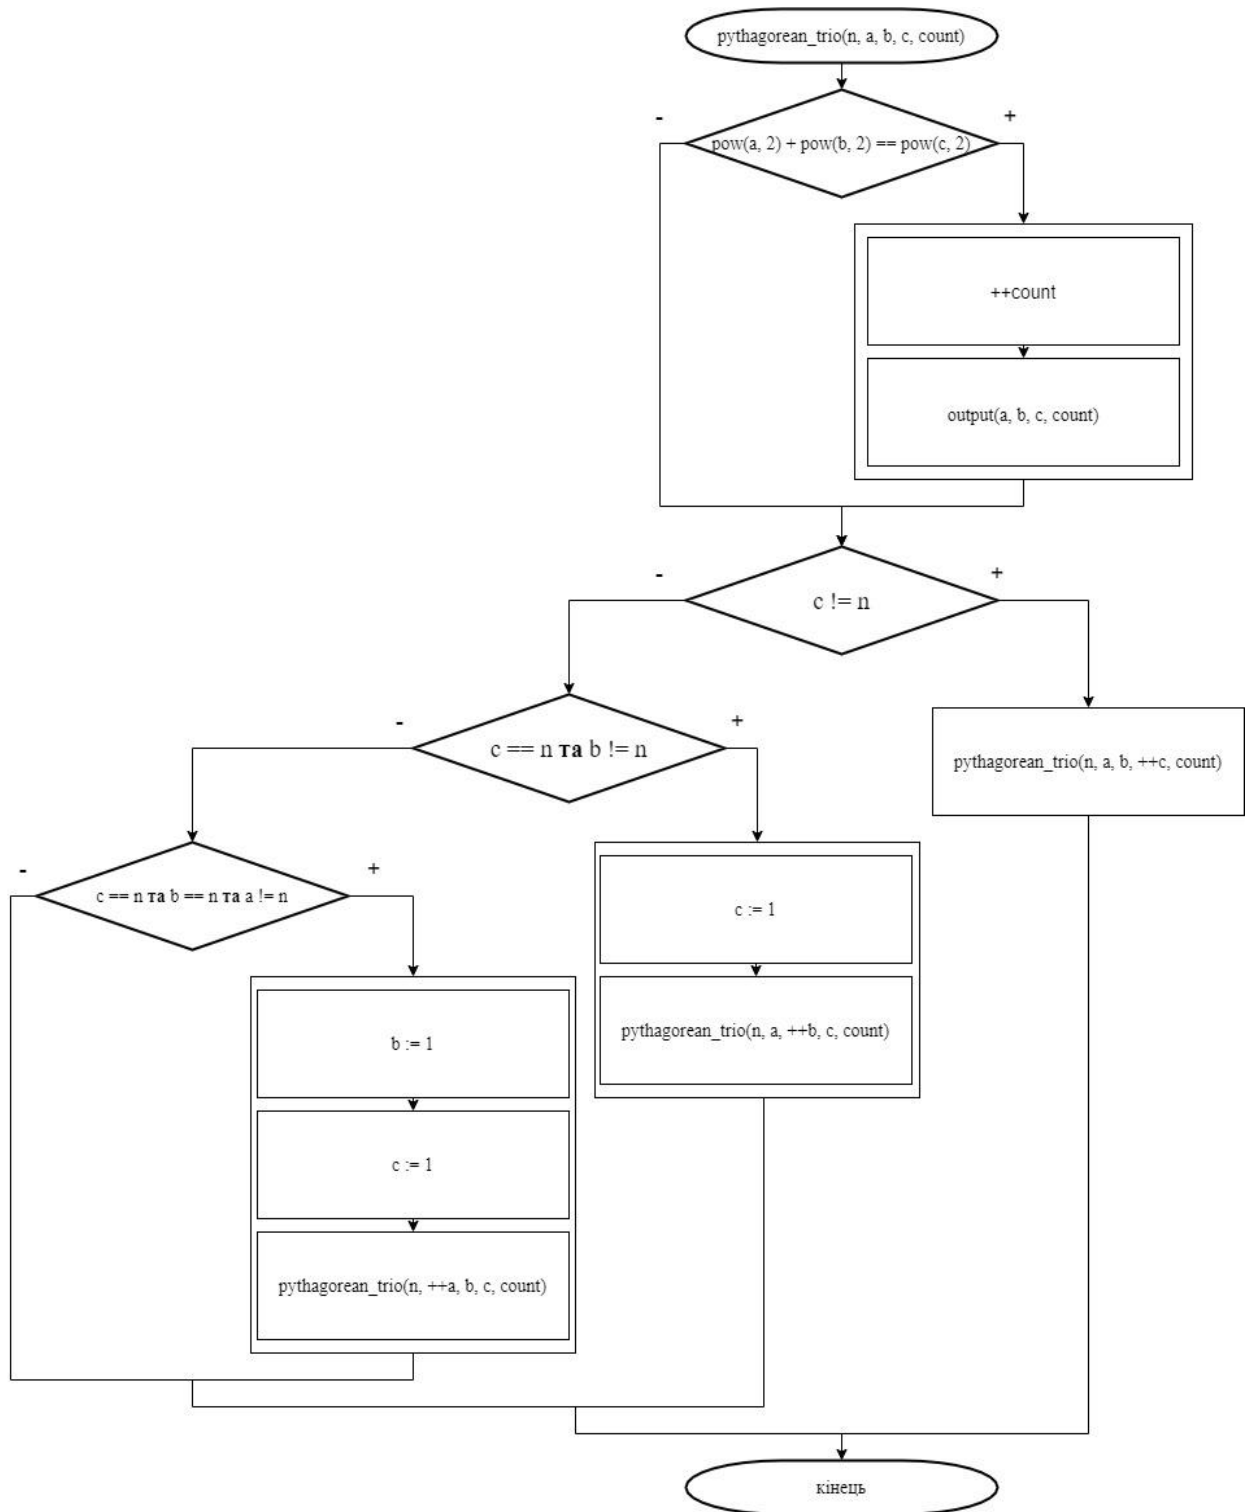 pythagorean_trio(n, a, b, c, count)
-
+
pow(a, 2) + pow(b, 2) == pow(c, 2)
++count
output(a, b, c, count)
-
+
c != n
-
+
c == n та b != n
pythagorean_trio(n, a, b, ++c, count)
-
+
c == n та b == n та a != n
c := 1
pythagorean_trio(n, a, ++b, c, count)
b := 1
c := 1
pythagorean_trio(n, ++a, b, c, count)
кінець